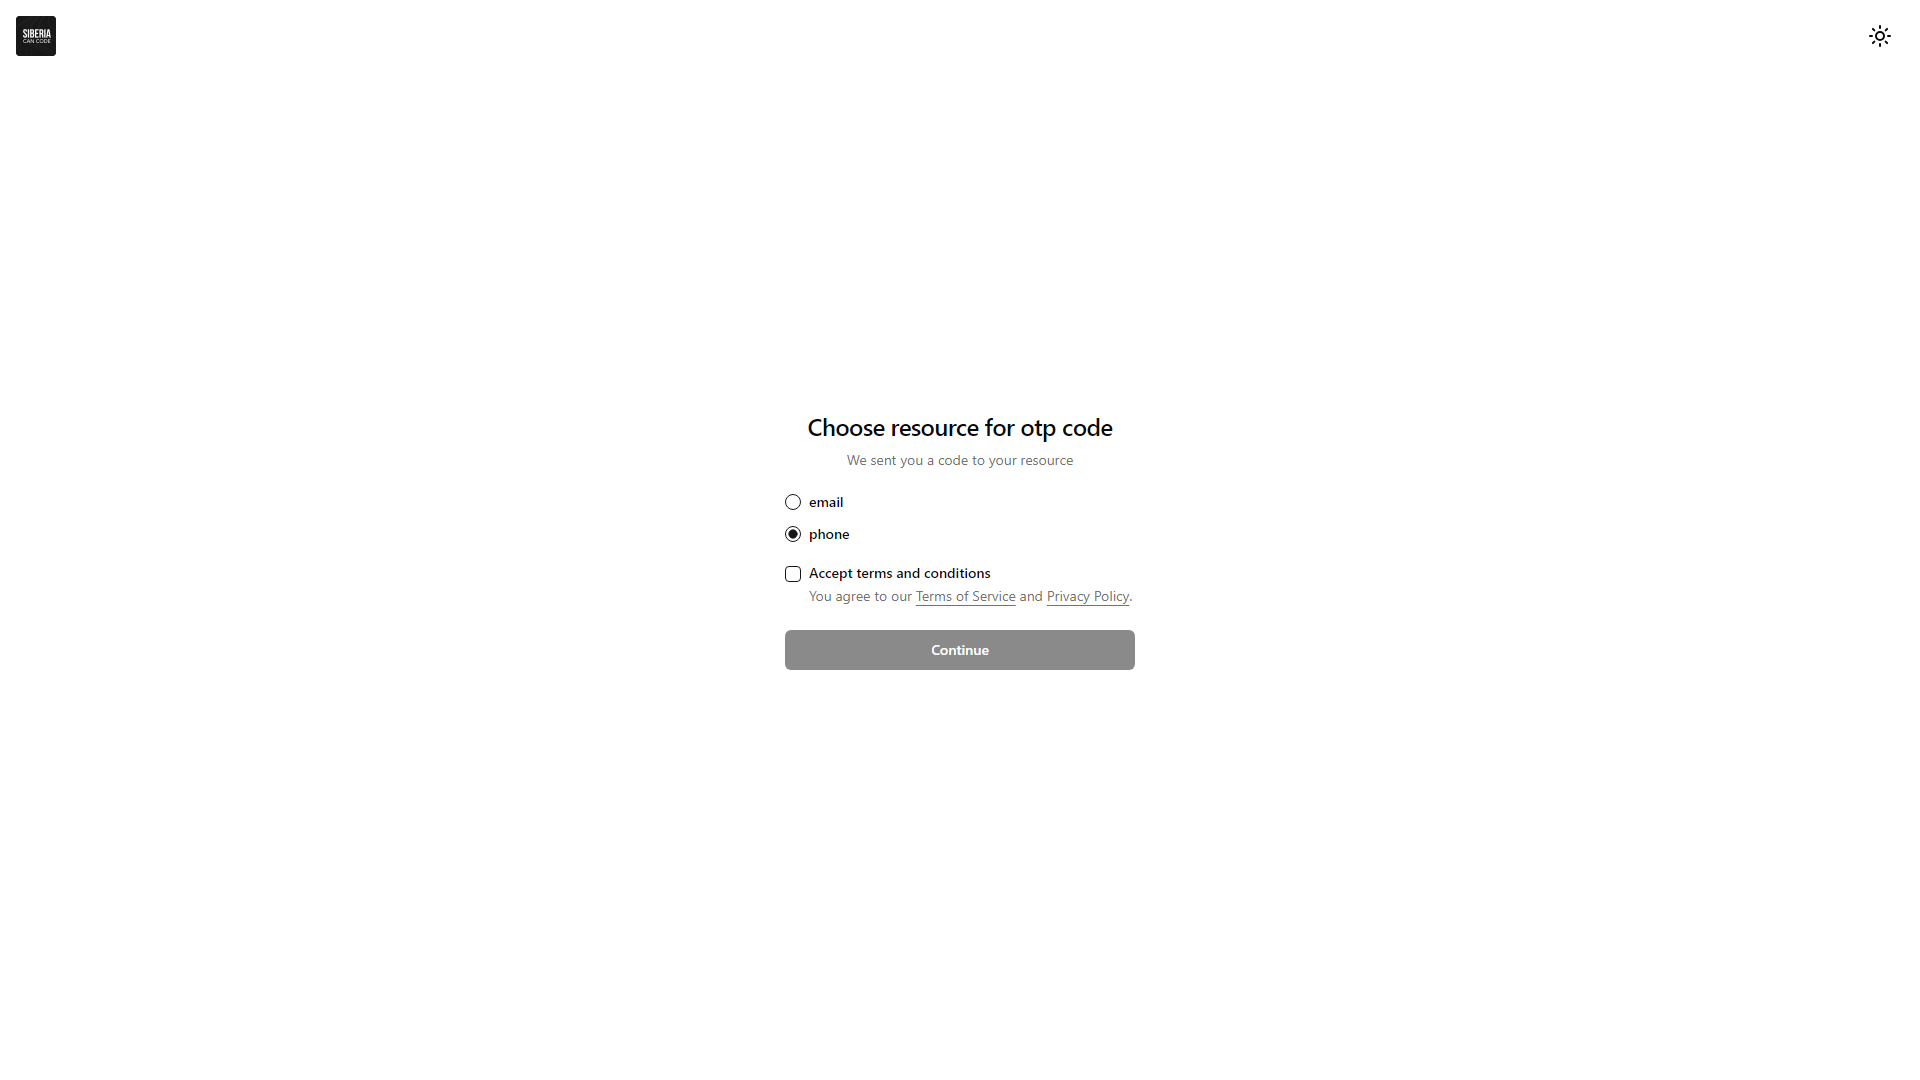 SIBERIA
CAN CODE
Choose resource for otp code
We sent you a code to your resource
email
phone
Accept terms and conditions
You agree to our Terms of Service and Privacy Policy.
Continue